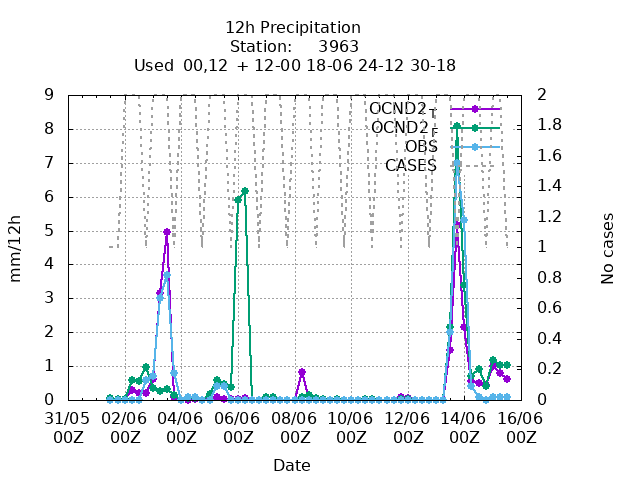 12h Precipitation
Station: 3963
Used 00,12 + 12-00 18-06 24-12 30-18
9 2
OCND2_T
8 OCND2_F 1.8
OBS
7 1.6
CASES
6 1.4
5 1.2
mm/12h No cases
4 1
0.8
3
0.6
2
0.4
1 0.2
0 0
31/05 02/06 04/06 06/06 08/06 10/06 12/06 14/06 16/06
00Z 00Z 00Z 00Z 00Z 00Z 00Z 00Z 00Z
Date